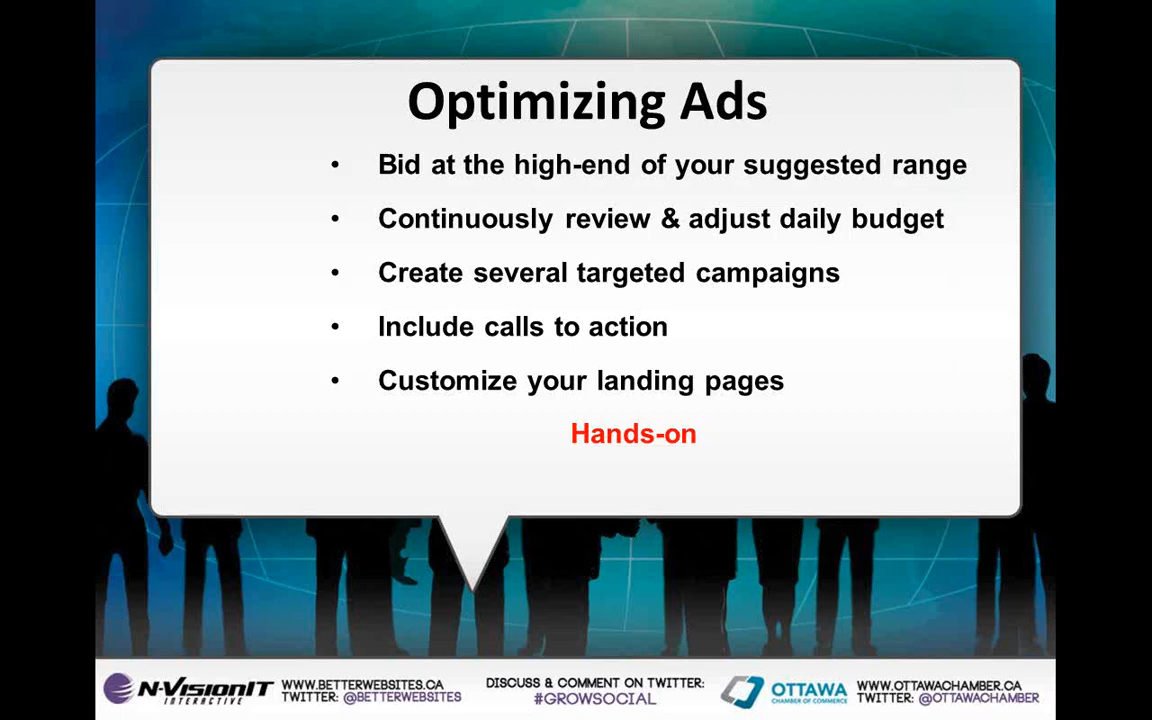 Optimizing Ads
• Bid at the high-end of your suggested range
• Continuously review & adjust daily budget
• Create several targeted campaigns
• Include calls to action
• Customize your landing pages
Hands-on
N-VISIONIT
INTERACTIVE
WWW.BETTERWEBSITES.CA
TWITTER: @BETTERWEBSITES
DISCUSS & COMMENT ON TWITTER:
#GROWSOCIAL
OTTAWA
CHAMBER OF COMMERCE
WWW.OTTAWACHAMBER.CA
TWITTER: @OTTAWACHAMBER